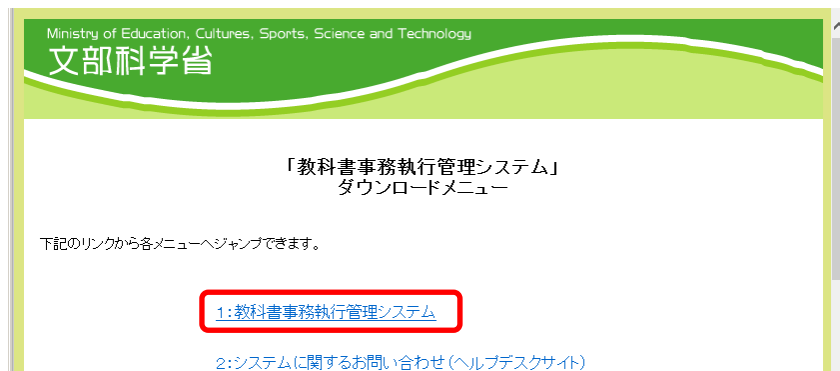 Ministry of Education, Cultures, Sports, Science and Technology
文部科学省
「教科書事務執行管理システム」
ダウンロードメニュー
下記のリンクから各メニューへジャンプできます。
1:教科書事務執行管理システム
2:システムに関するお問い合わせ(ヘルプデスクサイト)